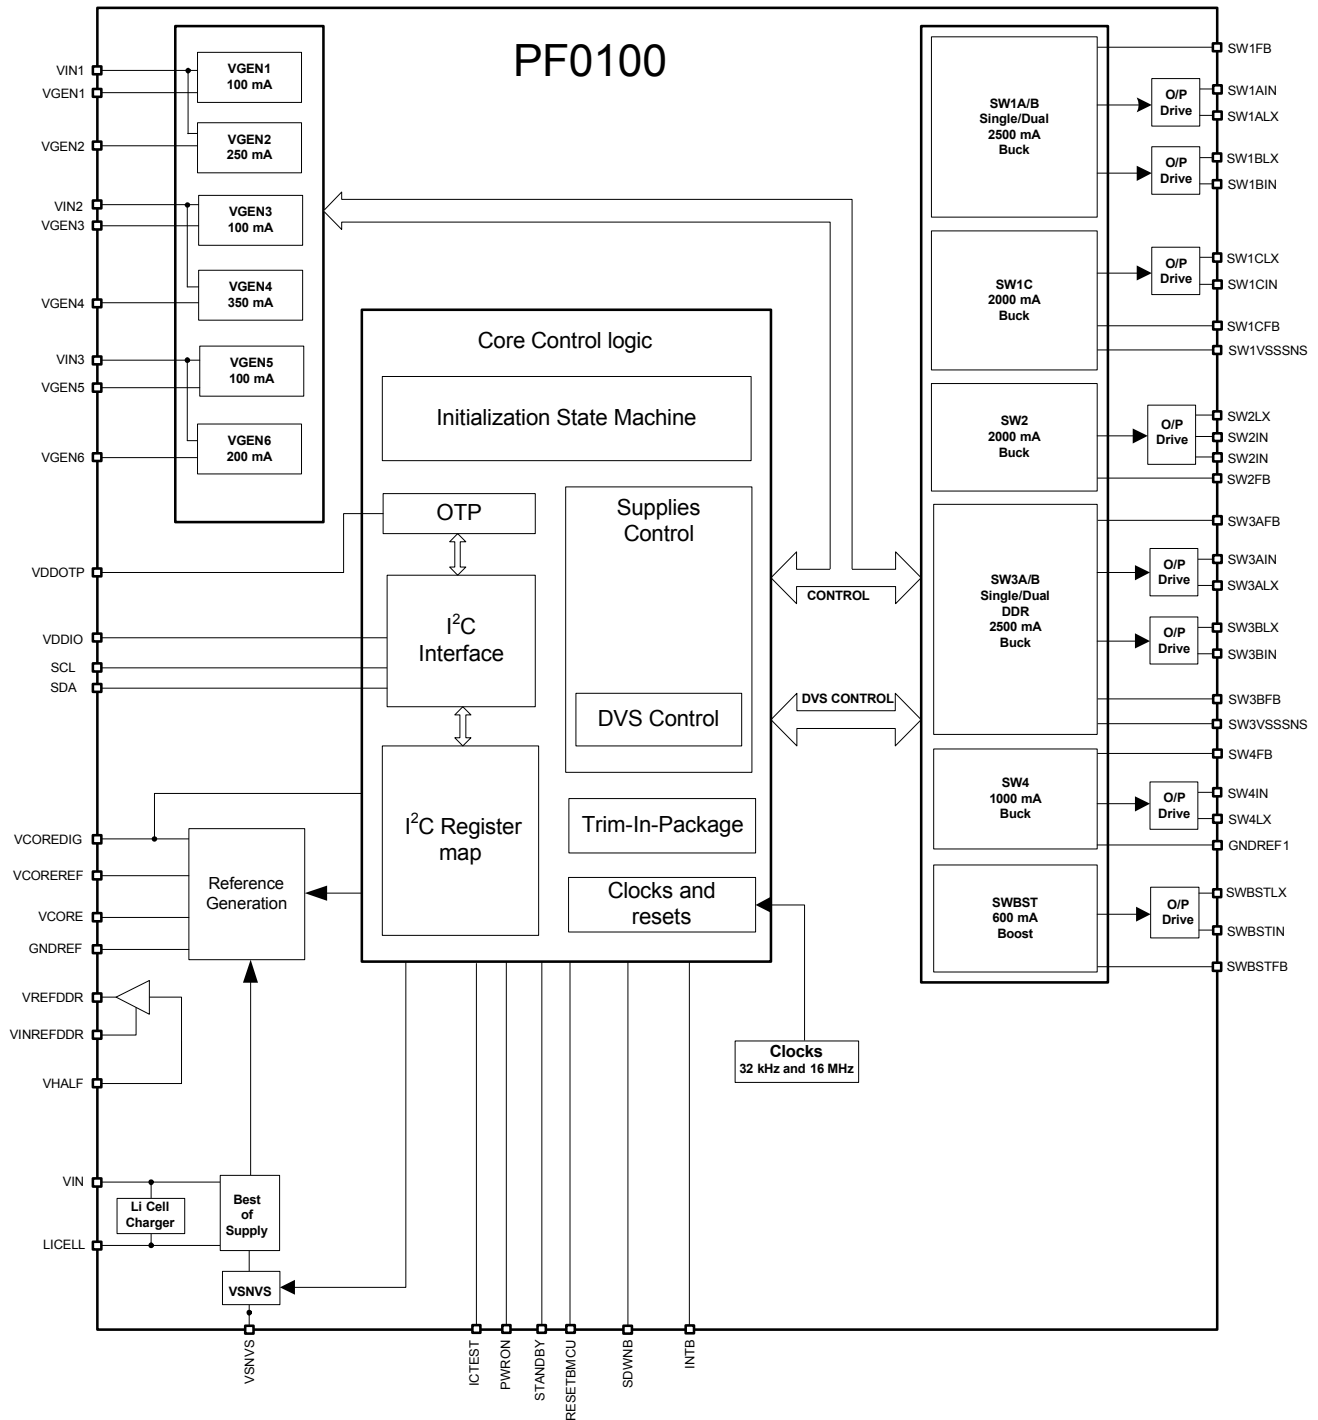 PF0100
VIN1
VGEN1
VGEN2
VIN2
VGEN3
VGEN4
VIN3
VGEN5
VGEN6
VDDOTP
VDDIO
SCL
SDA
VCOREDIG
VCOREREF
VCORE
GNDREF
VREFDDR
VINREFDDR
VHALF
VIN
LICELL
VGEN1
100 mA
VGEN2
250 mA
VGEN3
100 mA
VGEN4
350 mA
VGEN5
100 mA
VGEN6
200 mA
Core Control logic
Initialization State Machine
OTP
I2C
Interface
I2C Register
map
Supplies
Control
DVS Control
Trim-In-Package
Clocks and
resets
Reference
Generation
Li Cell
Charger
Best
of
Supply
VSNVS
Clocks
32 kHz and 16 MHz
CONTROL
DVS CONTROL
SW1A/B
Single/Dual
2500 mA
Buck
SW1C
2000 mA
Buck
SW2
2000 mA
Buck
SW3A/B
Single/Dual
DDR
2500 mA
Buck
SW4
1000 mA
Buck
SWBST
600 mA
Boost
O/P
Drive
O/P
Drive
O/P
Drive
O/P
Drive
O/P
Drive
O/P
Drive
O/P
Drive
O/P
Drive
SW1FB
SW1AIN
SW1ALX
SW1BLX
SW1BIN
SW1CLX
SW1CIN
SW1CFB
SW1VSSSNS
SW2LX
SW2IN
SW2IN
SW2FB
SW3AFB
SW3AIN
SW3ALX
SW3BLX
SW3BIN
SW3BFB
SW3VSSSNS
SW4FB
SW4IN
SW4LX
GNDREF1
SWBSTLX
SWBSTIN
SWBSTFB
VSNVS
ICTEST
PWRON
STANDBY
RESETBMCU
SDWNB
INTB